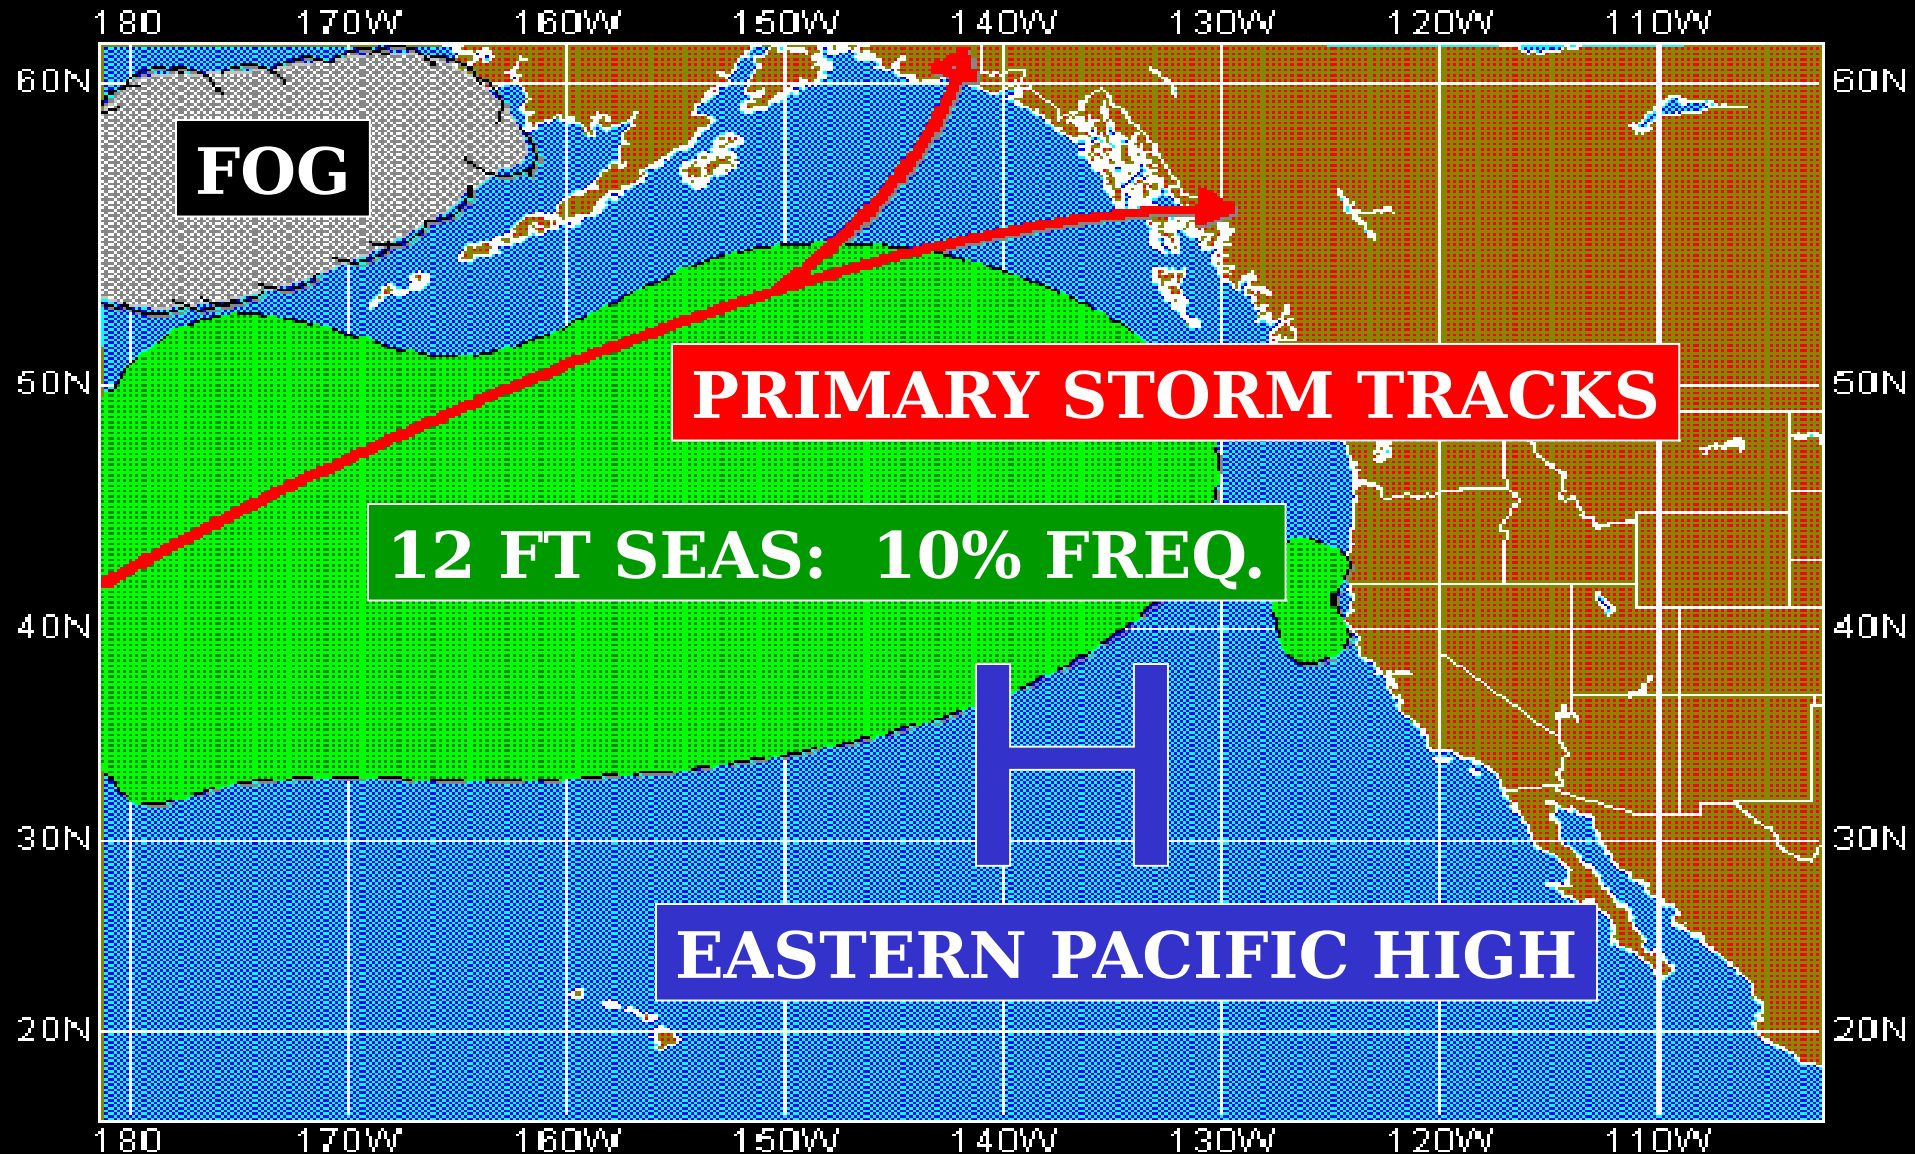 180 170W 160W 150W 140W 130W 120W 110W
60N 60N
FOG
50N 50N
PRIMARY STORM TRACKS
12 FT SEAS: 10% FREQ.
40N 40N
H
30N 30N
EASTERN PACIFIC HIGH
20N 20N
180 170W 160W 150W 140W 130W 120W 110W